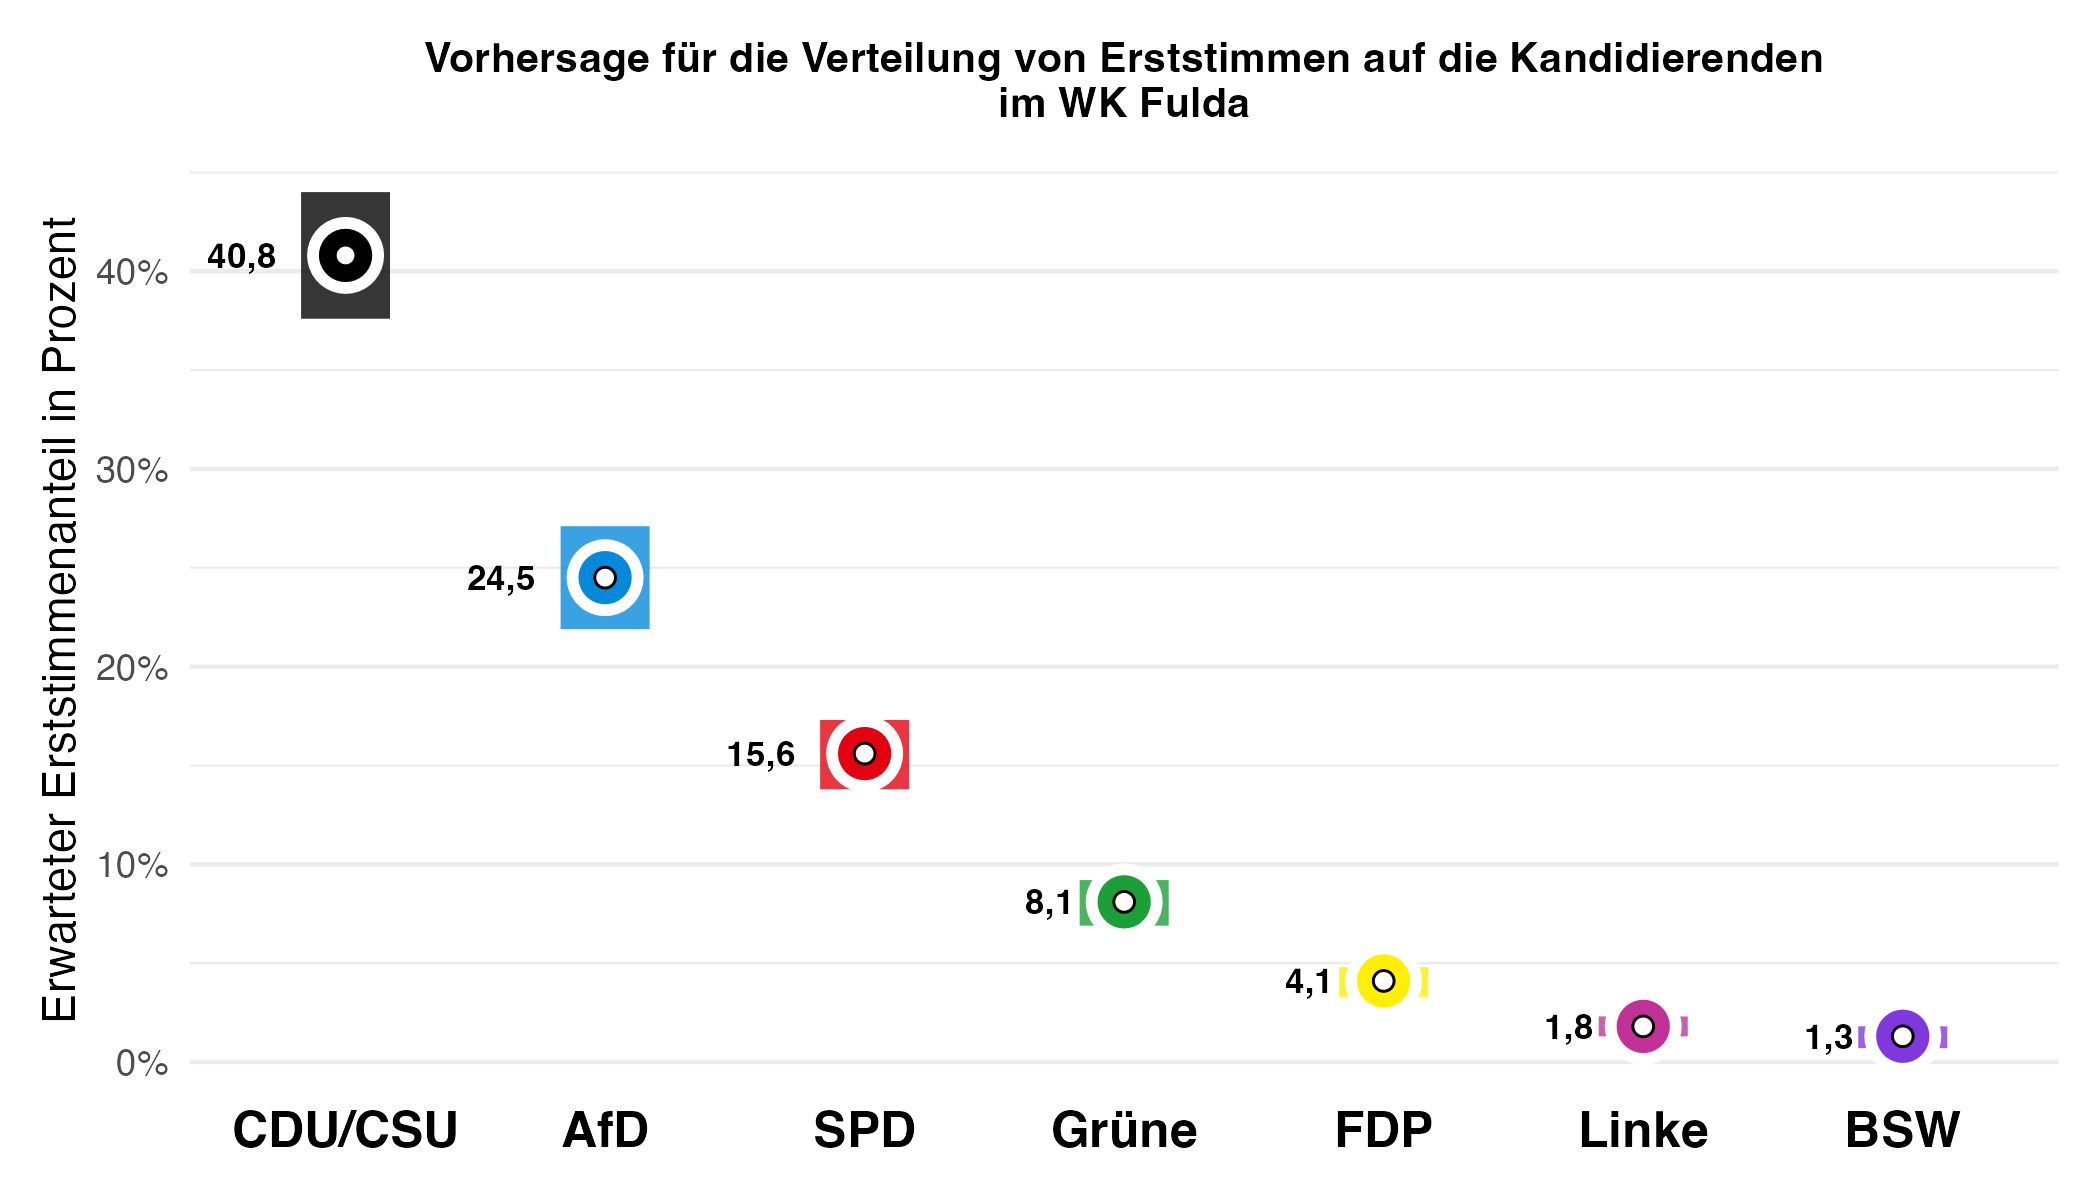 Vorhersage für die Verteilung von Erststimmen auf die Kandidierenden
im WK Fulda
Erwarteter Erststimmenanteil in Prozent
40%
30%
20%
10%
0%
40,8
24,5
15,6
8,1
4,1
1,8
1,3
CDU/CSU
AfD
SPD
Grüne
FDP
Linke
BSW